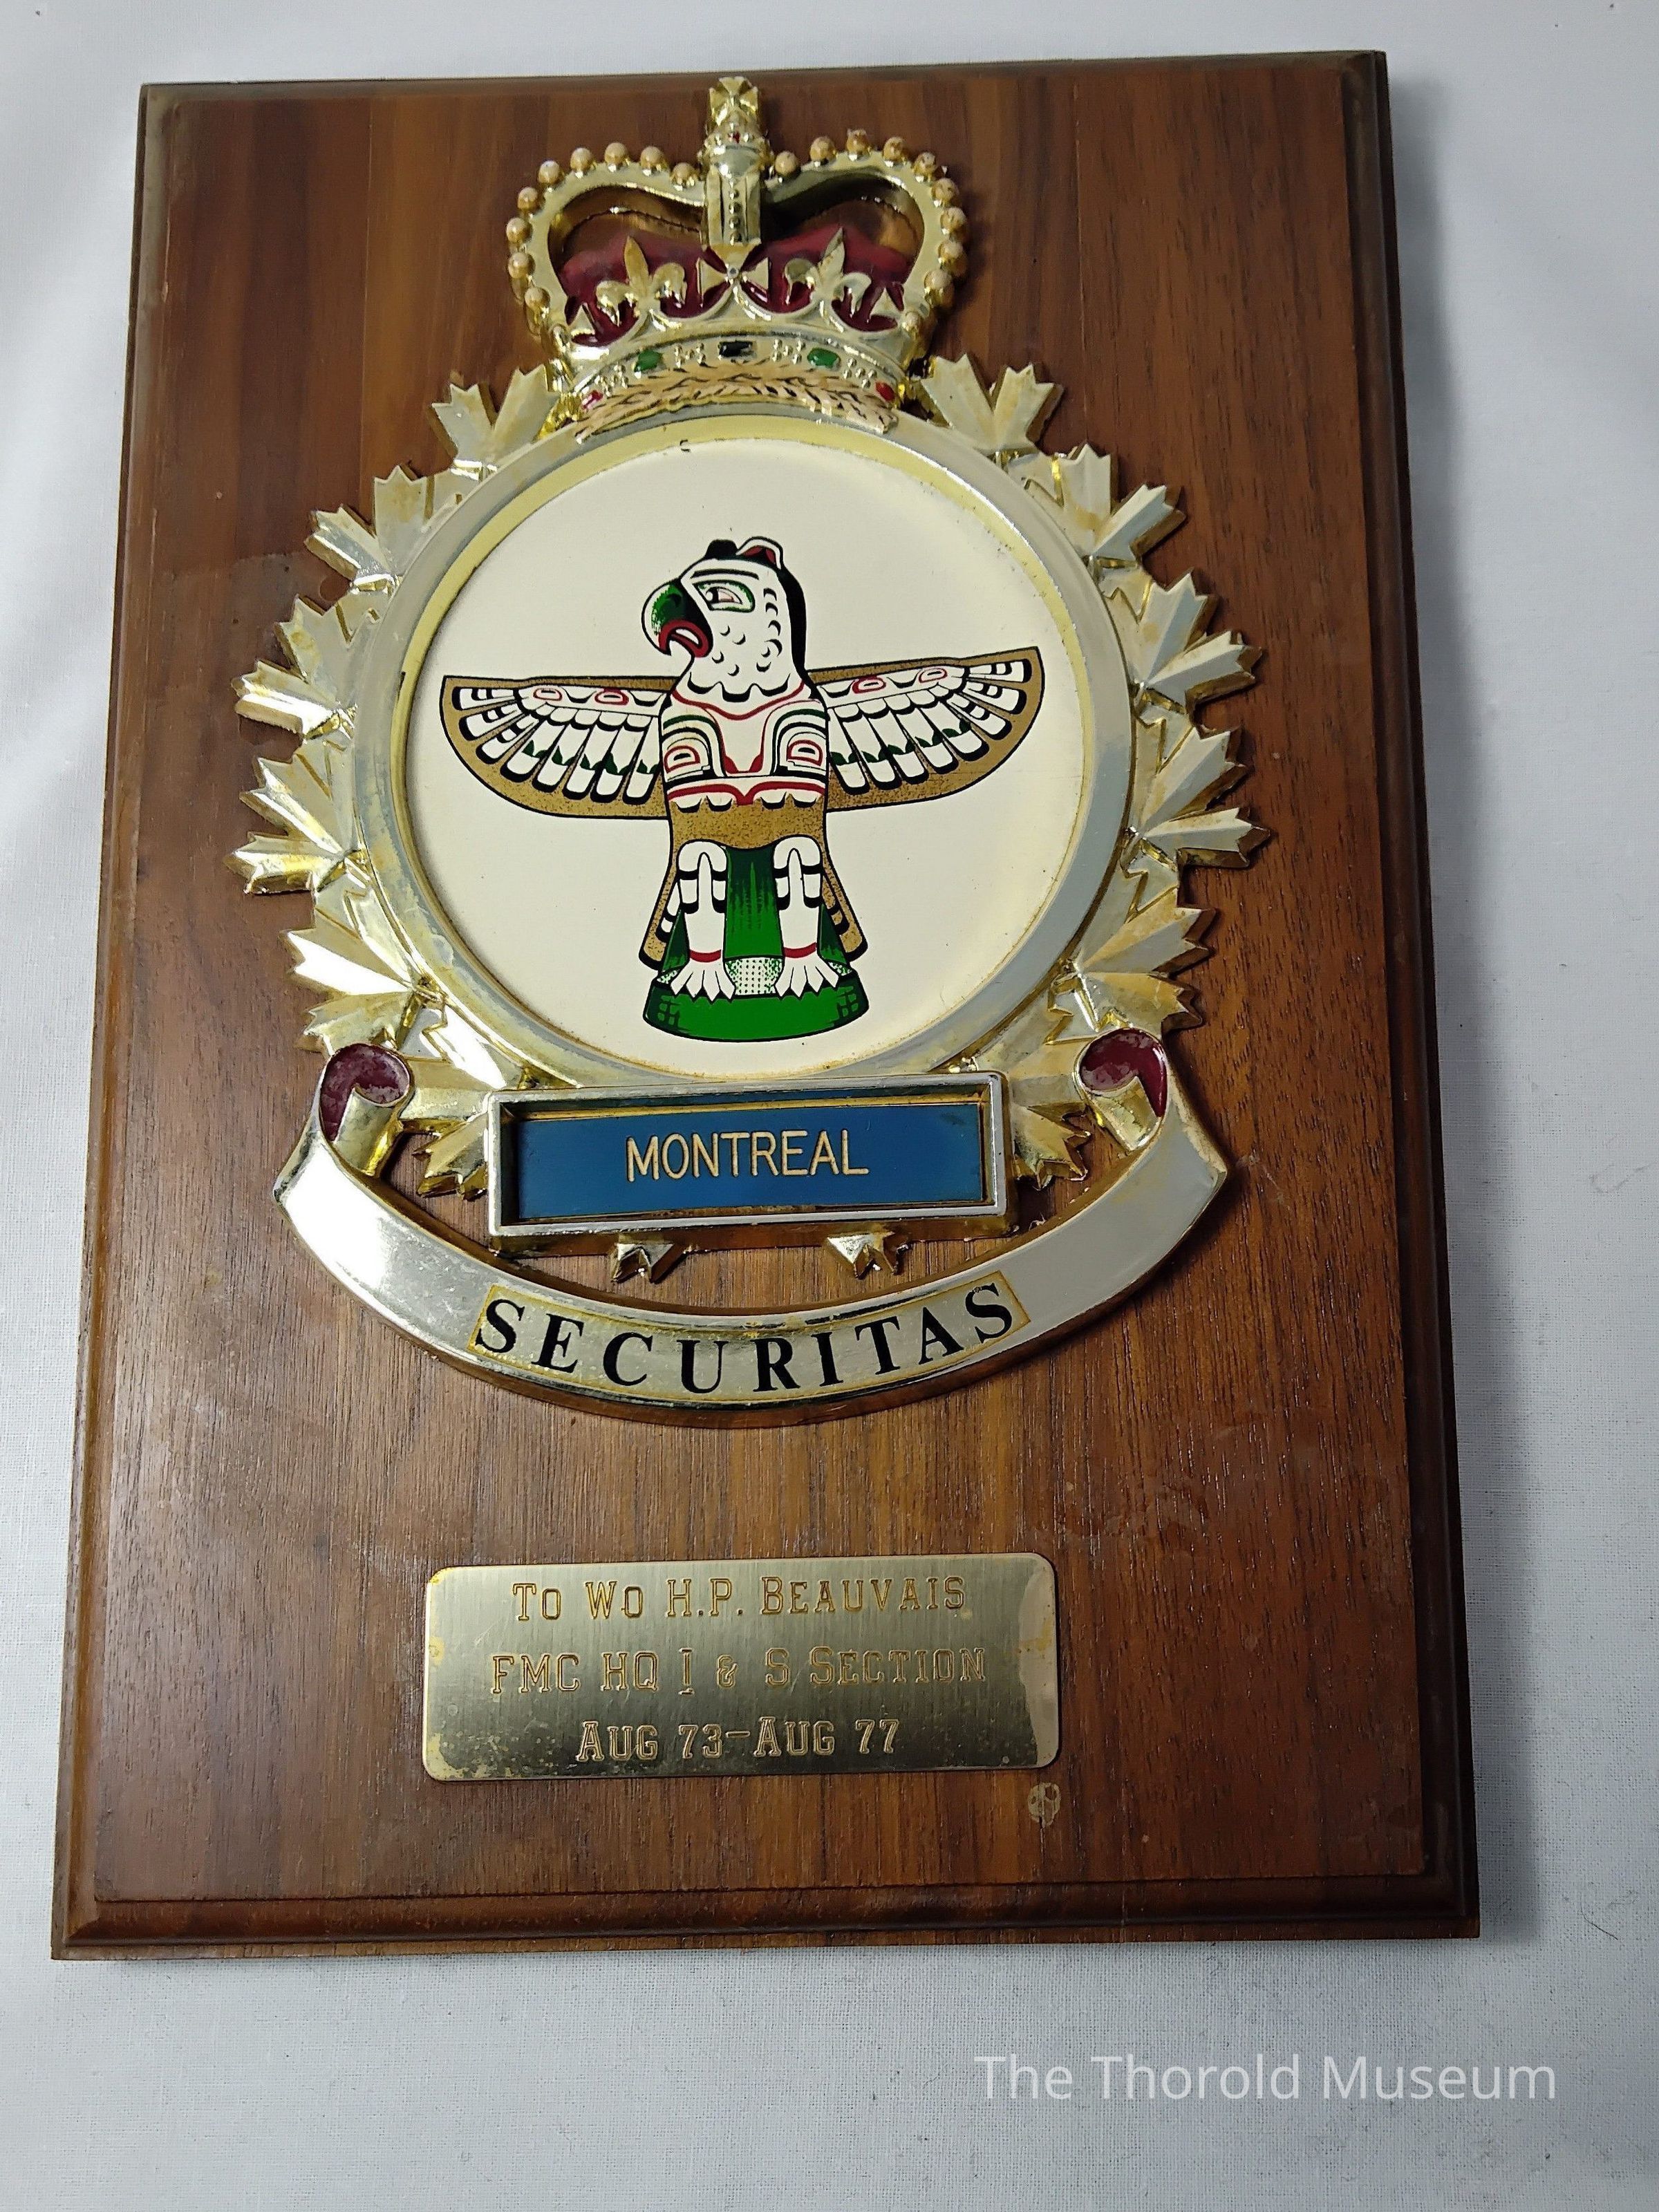 MONTREAL
SECURITAS
TO WO H.P. BEAUVAIS
FMC HQ I & S SECTION
AUG 73-AUG 77
The Thorold Museum